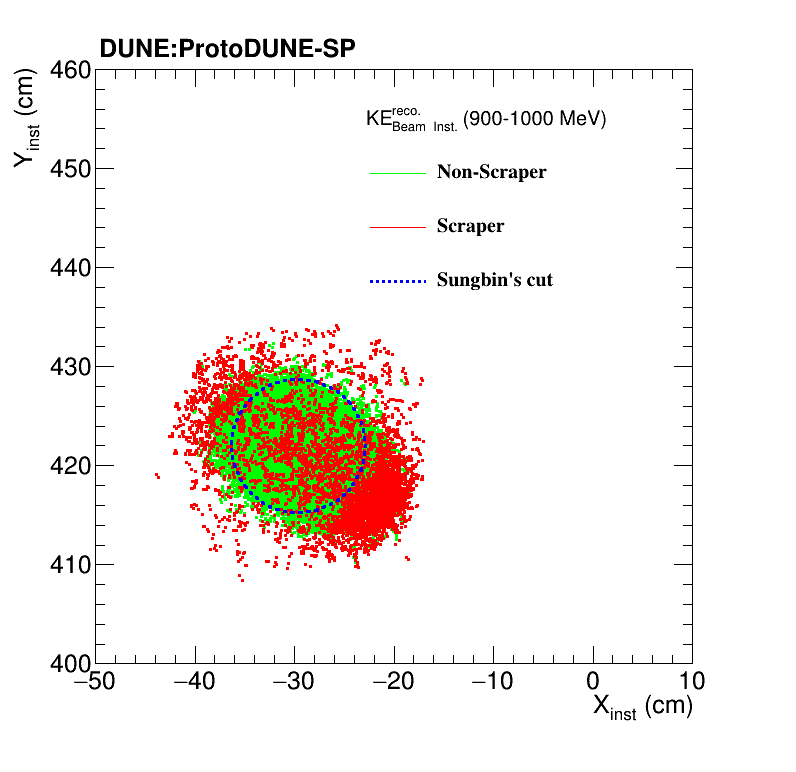 DUNE:ProtoDUNE-SP
Y_inst (cm)
460
450
440
430
420
410
400
KE^reco._Beam Inst. (900-1000 MeV)
Non-Scraper
Scraper
Sungbin's cut
−50 −40 −30 −20 −10 0 10
X_inst (cm)